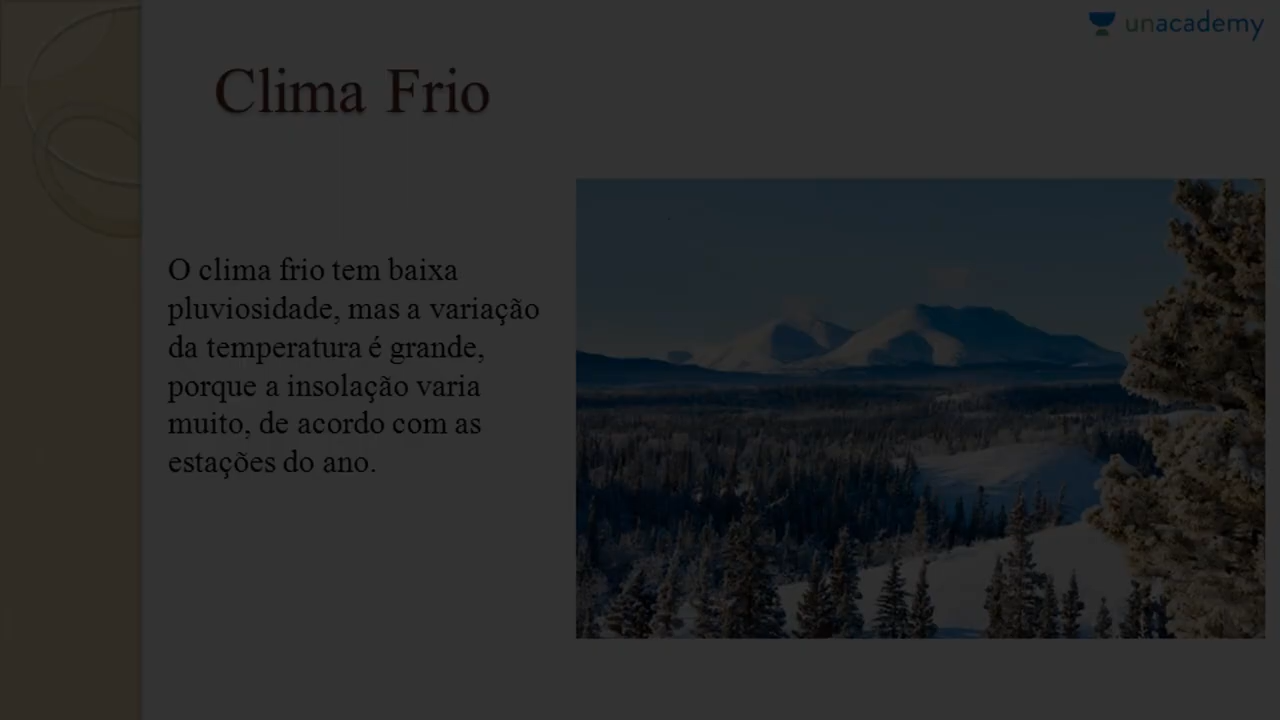 unacademy
Clima Frio
O clima frio tem baixa
pluviosidade, mas a variação
da temperatura é grande,
porque a insolação varia
muito, de acordo com as
estações do ano.